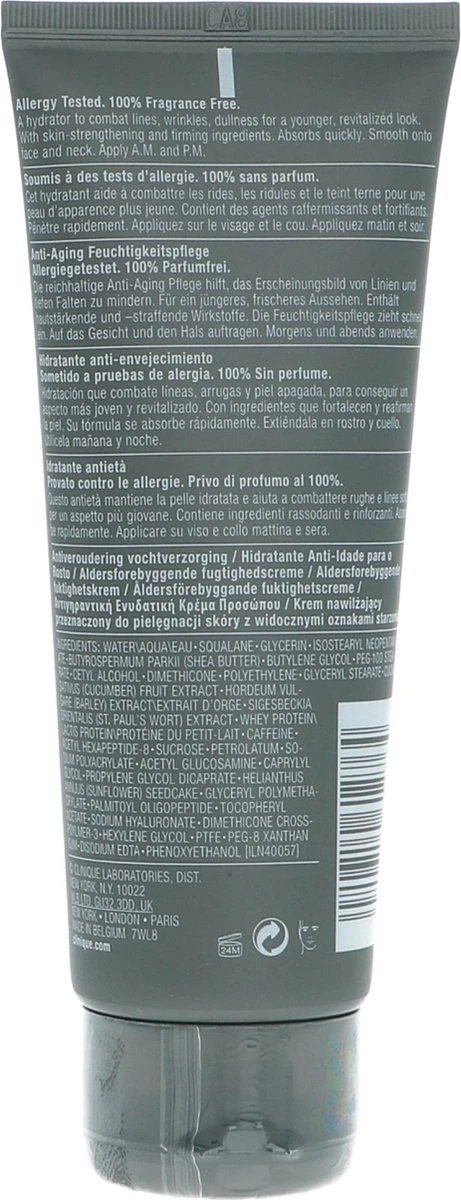 CA8
Allergy Tested. 100% Fragrance Free.
A hydrator to combat lines, wrinkles, dullness for a younger, revitalized look.
With skin-strengthening and firming ingredients. Absorbs quickly. Smooth onto
face and neck. Apply A.M. and P.M.
Soumis à des tests d'allergie. 100% sans parfum.
Cet hydratant aide à combattre les rides, les ridules et le teint terne pour une
peau d'apparence plus jeune. Contient des agents raffermissants et fortifiants.
Pénètre rapidement. Appliquez sur le visage et le cou. Appliquez matin et soir.
Anti-Aging Feuchtigkeitspflege
Allergiegetestet. 100% Parfumfrei.
Die reichhaltige Anti-Aging Pflege hilft, das Erscheinungsbild von Linien und
tiefen Falten zu mindern. Für ein jüngeres, frischeres Aussehen. Enthält
hautstärkende und –straffende Wirkstoffe. Die Feuchtigkeitspflege zieht schnell
ein. Auf das Gesicht und den Hals auftragen. Morgens und abends anwenden.
Hidratante anti-envejecimiento
Sometido a pruebas de alergia. 100% Sin perfume.
Hidratación que combate líneas, arrugas y piel apagada, para conseguir un
aspecto más joven y revitalizado. Con ingredientes que fortalecen y reafirman
la piel. Su fórmula se absorbe rápidamente. Extiéndala en rostro y cuello.
Utilícela mañana y noche.
Idratante antietà
Provato contro le allergie. Privo di profumo al 100%.
Questo antietà mantiene la pelle idratata e aiuta a combattere rughe e linee
per un aspetto più giovane. Contiene ingredienti rassodanti e rinforzanti.
be rapidamente. Applicare su viso e collo mattina e sera.
Antiveroudering vochtverzorging / Hidratante Anti-Idade para o
Rosto / Aldersforebyggende fugtighedscreme / Aldersforebyggende
fuktighetskrem / Åldersförebyggande fuktighetscreme /
Αντιγηραντική Ενυδατική Κρέμα Προσώπου / Krem nawilżający
przeznaczony do pielęgnacji skóry z widocznymi oznakami
INGREDIENTS: WATER\AQUA\EAU • SQUALANE • GLYCERIN • ISOSTEARYL
ATE • BUTYROSPERMUM PARKII (SHEA BUTTER) • BUTYLENE GLYCOL • PEG-100
RATE • CETYL ALCOHOL • DIMETHICONE • POLYETHYLENE • GLYCERYL STEARATE •
SATIVUS (CUCUMBER) FRUIT EXTRACT • HORDEUM VUL-
GARE (BARLEY) EXTRACT\EXTRAIT D'ORGE • SIGESBECKIA
ORIENTALIS (ST. PAUL'S WORT) EXTRACT • WHEY PROTEIN\
LACTIS PROTEIN\PROTÉINE DU PETIT-LAIT • CAFFEINE •
ACETYL HEXAPEPTIDE-8 • SUCROSE • PETROLATUM • SO-
DIUM POLYACRYLATE • ACETYL GLUCOSAMINE • CAPRYLYL
GLYCOL • PROPYLENE GLYCOL DICAPRATE • HELIANTHUS
ANNUUS (SUNFLOWER) SEEDCAKE • GLYCERYL POLYMETHA-
CRYLATE • PALMITOYL OLIGOPEPTIDE • TOCOPHERYL
ACETATE • SODIUM HYALURONATE • DIMETHICONE CROSS-
POLYMER-3 • HEXYLENE GLYCOL • PTFE • PEG-8 XANTHAN
GUM • DISODIUM EDTA • PHENOXYETHANOL [ILN40057]
© CLINIQUE LABORATORIES, DIST.
NEW YORK, N.Y. 10022
GU32 3DD, UK
NEW YORK • LONDON • PARIS
MADE IN BELGIUM 7WL8
clinique.com
24M